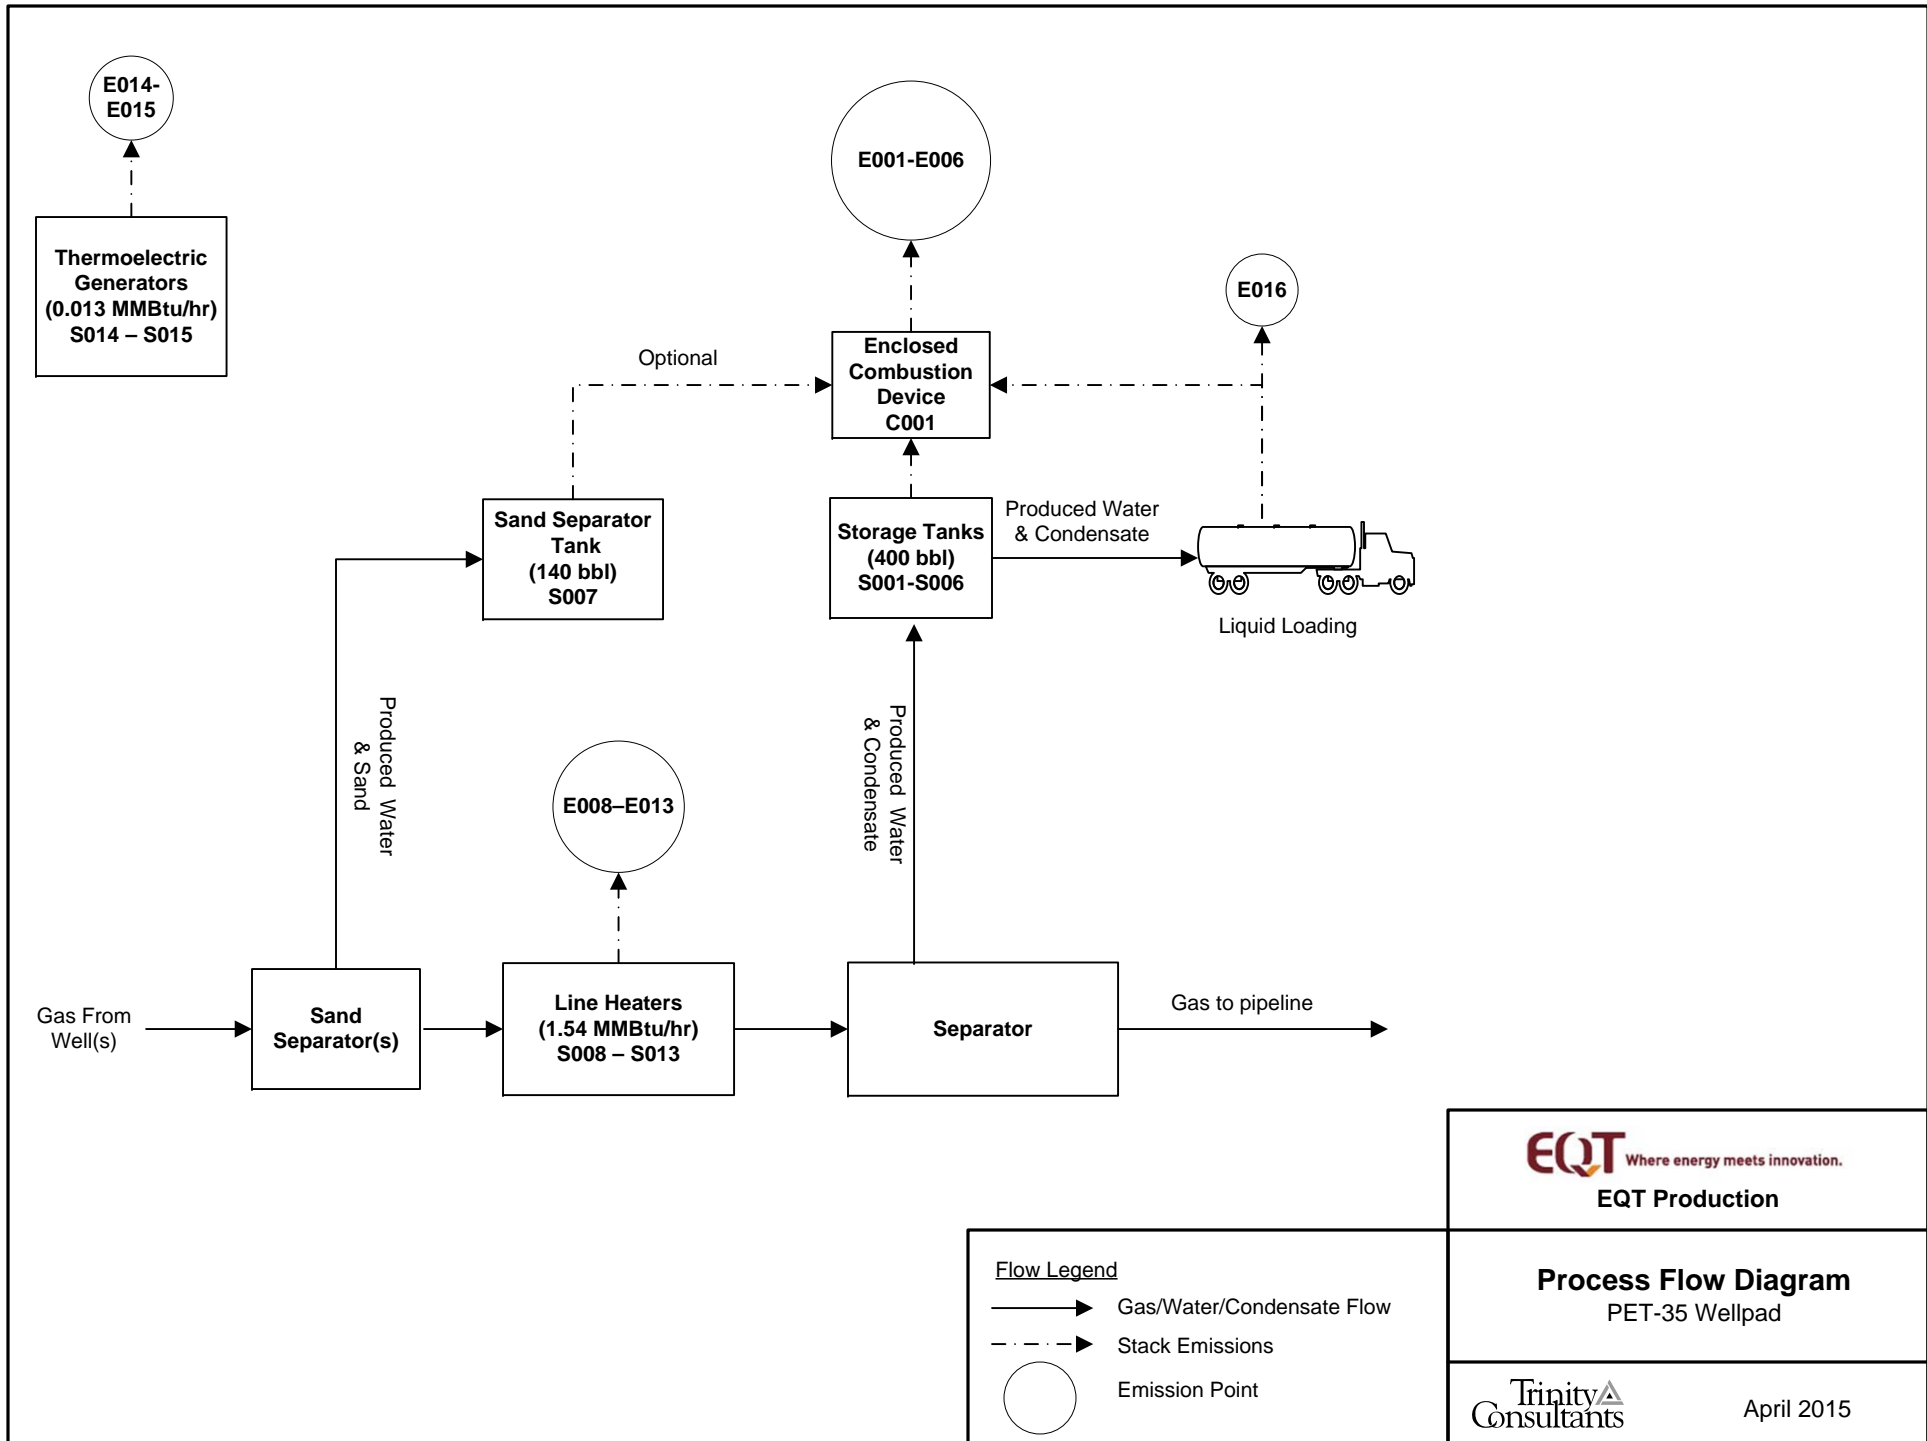 E014-
E015
Thermoelectric
Generators
(0.013 MMBtu/hr)
S014 – S015
E001-E006
E016
Optional
Enclosed
Combustion
Device
C001
Sand Separator
Tank
(140 bbl)
S007
Storage Tanks
(400 bbl)
S001-S006
Produced Water
& Condensate
Liquid Loading
Produced Water
& Sand
Produced Water
& Condensate
E008–E013
Gas From
Well(s)
Sand
Separator(s)
Line Heaters
(1.54 MMBtu/hr)
S008 – S013
Separator
Gas to pipeline
EQT Where energy meets innovation.
EQT Production
Flow Legend
Gas/Water/Condensate Flow
Stack Emissions
Emission Point
Process Flow Diagram
PET-35 Wellpad
Trinity
Consultants
April 2015